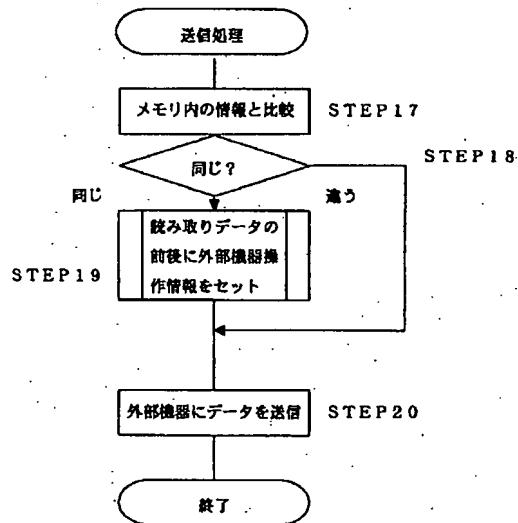 送信処理
メモリ内の情報と比較
STEP17
同じ?
STEP18
同じ
違う
読み取りデータの
前後に外部機器操
作情報をセット
STEP19
外部機器にデータを送信
STEP20
終了